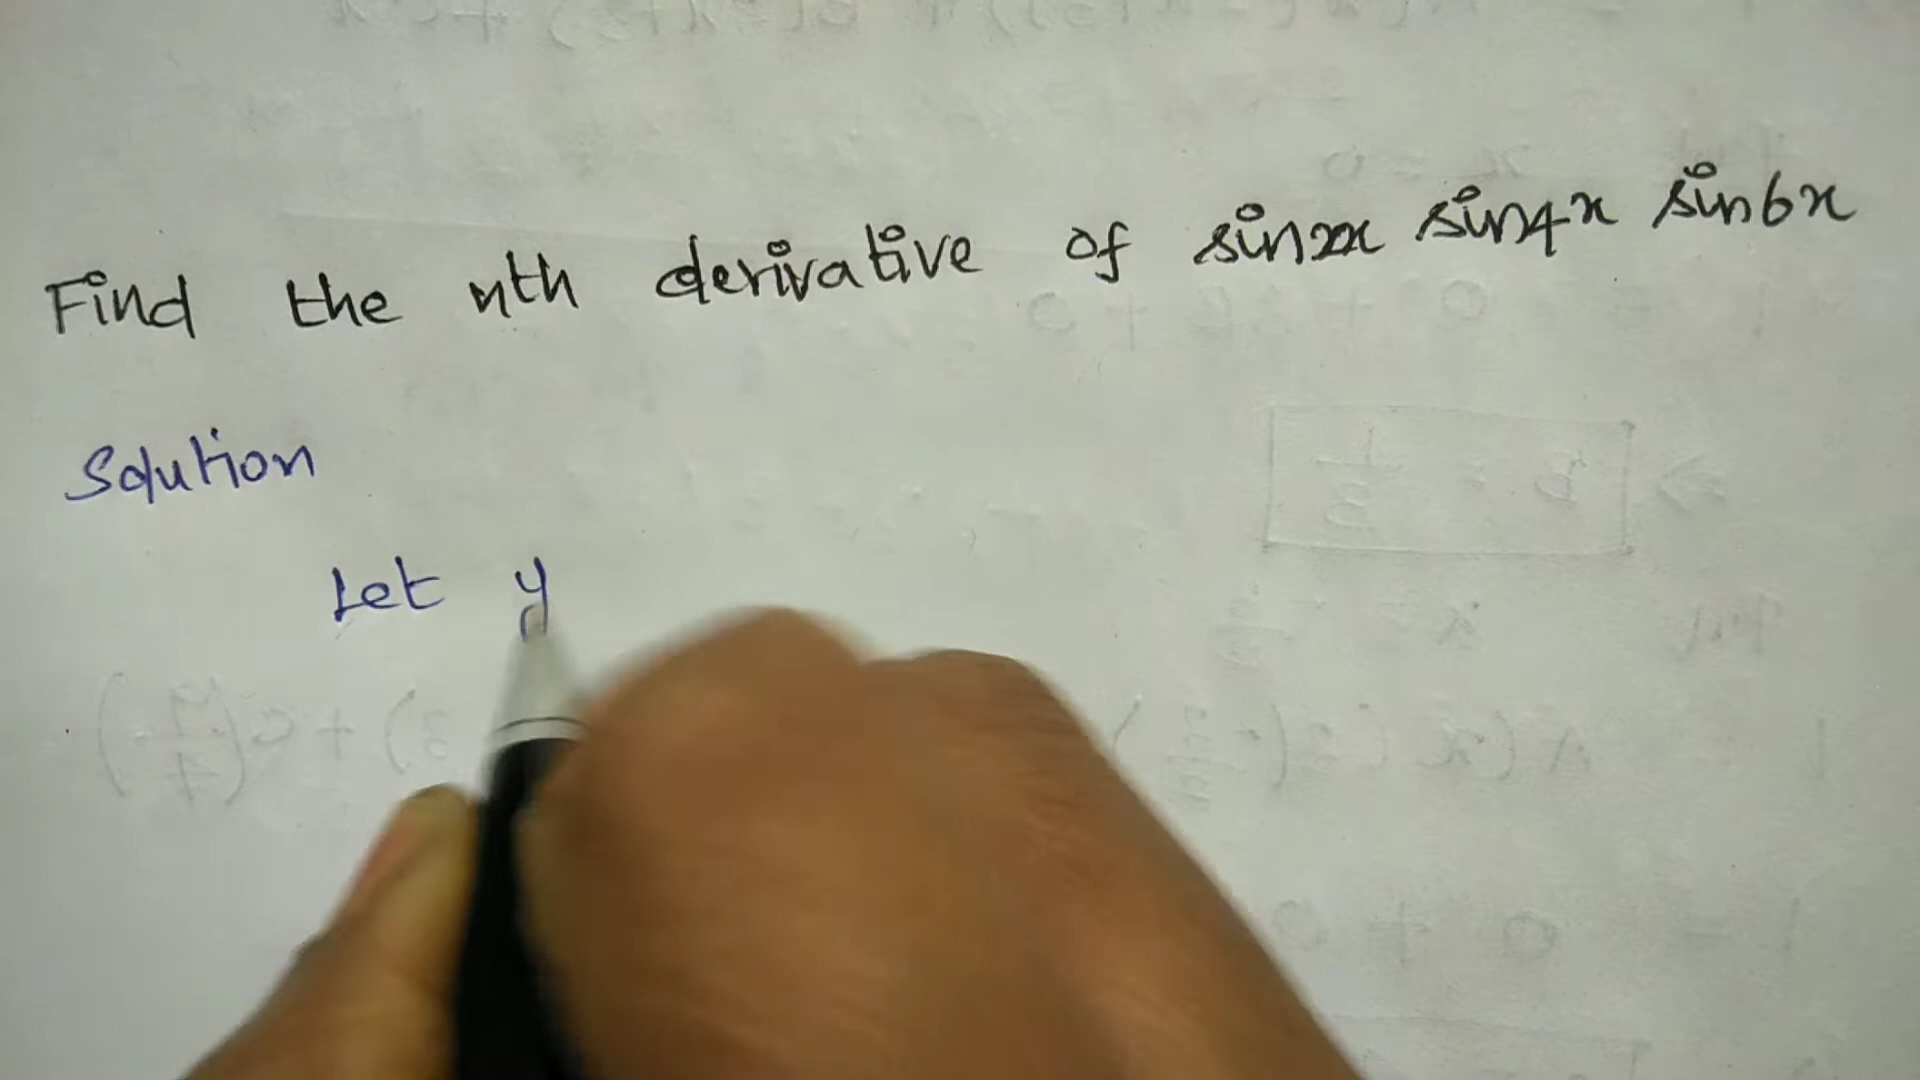 Find the nth derivative of sin2x sin4x sin6x
Solution
Let y